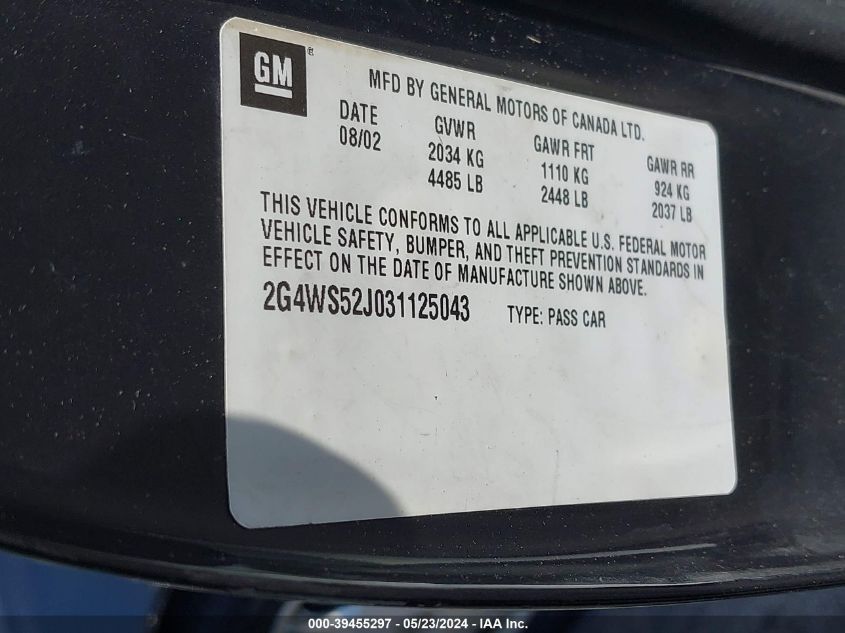 GM ®
MFD BY GENERAL MOTORS OF CANADA LTD.
DATE GVWR GAWR FRT GAWR RR
08/02 2034 KG 1110 KG 924 KG
4485 LB 2448 LB 2037 LB
THIS VEHICLE CONFORMS TO ALL APPLICABLE U.S. FEDERAL MOTOR
VEHICLE SAFETY, BUMPER, AND THEFT PREVENTION STANDARDS IN
EFFECT ON THE DATE OF MANUFACTURE SHOWN ABOVE.
2G4WS52J031125043 TYPE: PASS CAR
000-39455297 - 05/23/2024 - IAA Inc.